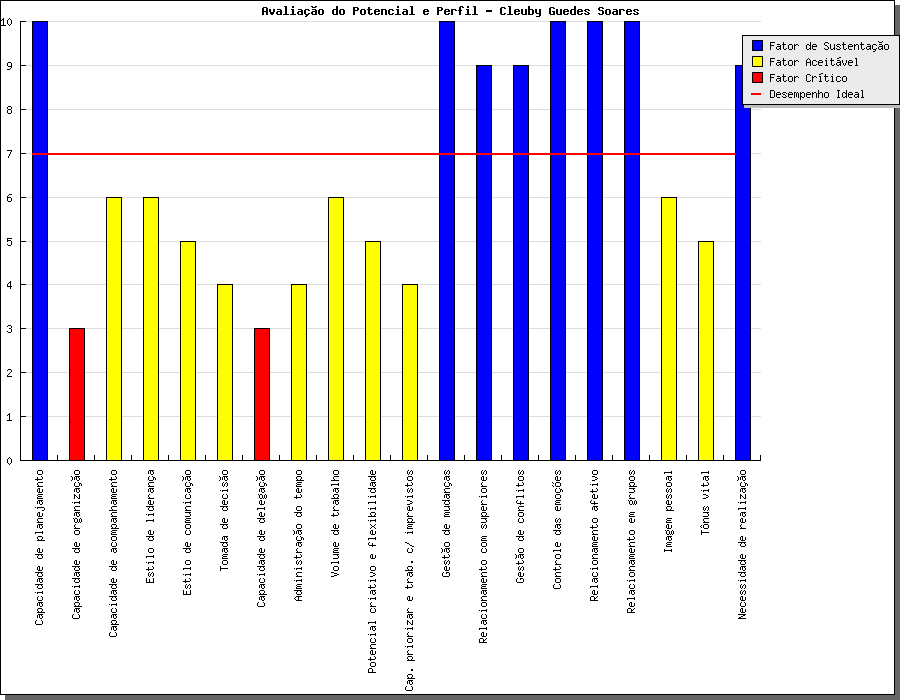 Avaliação do Potencial e Perfil - Cleuby Guedes Soares
Fator de Sustentação
Fator Aceitável
Fator Crítico
Desempenho Ideal
10
9
8
7
6
5
4
3
2
1
0
Capacidade de planejamento
Capacidade de organização
Capacidade de acompanhamento
Estilo de liderança
Estilo de comunicação
Tomada de decisão
Capacidade de delegação
Administração do tempo
Volume de trabalho
Potencial criativo e flexibilidade
Cap. priorizar e trab. c/ imprevistos
Gestão de mudanças
Relacionamento com superiores
Gestão de conflitos
Controle das emoções
Relacionamento afetivo
Relacionamento em grupos
Imagem pessoal
Tônus vital
Necessidade de realização